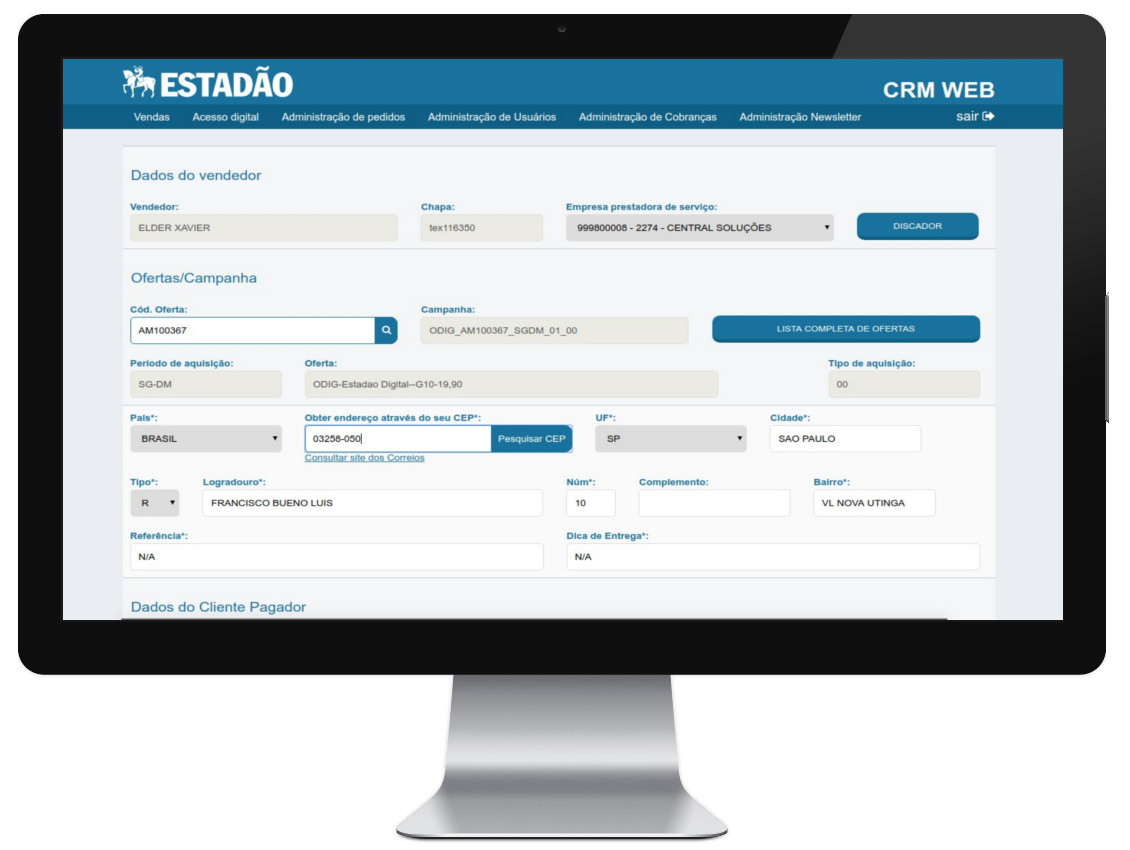 ESTADÃO
CRM WEB
Vendas Acesso digital Administração de pedidos Administração de Usuários Administração de Cobranças Administração Newsletter sair
Dados do vendedor
Vendedor: Chapa: Empresa prestadora de serviço:
ELDER XAVIER tex116350 999800008 - 2274 - CENTRAL SOLUÇÕES DISCADOR
Ofertas/Campanha
Cód. Oferta: Campanha:
AM100367 ODIG_AM100367_SGDM_01_00 LISTA COMPLETA DE OFERTAS
Período de aquisição: Oferta: Tipo de aquisição:
SG-DM ODIG-Estadao Digital--G10-19,90 00
País*: Obter endereço através do seu CEP*: UF*: Cidade*:
BRASIL 03258-050 Pesquisar CEP SP SAO PAULO
Consultar site dos Correios
Tipo*: Logradouro*: Núm*: Complemento: Bairro*:
R FRANCISCO BUENO LUIS 10 VL NOVA UTINGA
Referência*: Dica de Entrega*:
N/A N/A
Dados do Cliente Pagador